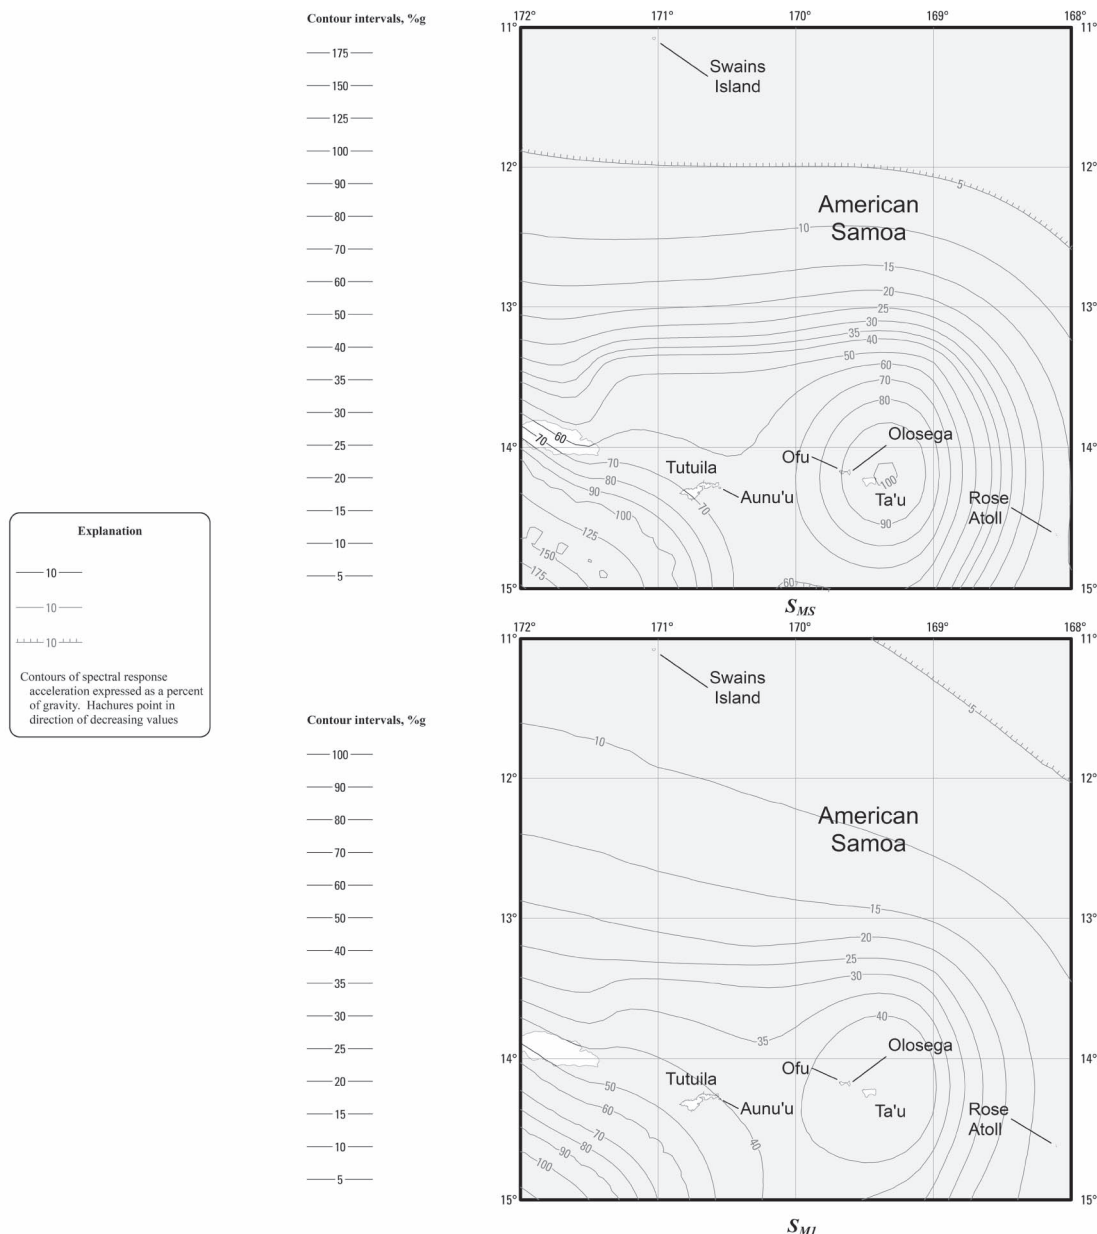 Contour intervals, %g
175
150
125
100
90
80
70
60
50
40
35
30
25
20
15
10
5
Explanation
10
10
10
Contours of spectral response
acceleration expressed as a percent
of gravity. Hachures point in
direction of decreasing values
172° 171° 170° 169° 168°
11° 11°
Swains
Island
12° 12°
5
American
Samoa
10
15
20
13° 13°
25
30
35
40
50
60
70
80
60
70
14° 14°
Olosega
Ofu
Tutuila
70
80
90
100
Aunu'u
70
Ta'u
100
Rose
Atoll
90
125
150
175
60
15° 15°
S_MS
Contour intervals, %g
100
90
80
70
60
50
40
35
30
25
20
15
10
5
172° 171° 170° 169° 168°
11° 11°
Swains
Island
5
10
12° 12°
American
Samoa
15
13° 13°
20
25
30
40
35
Olosega
14° 14°
Ofu
Tutuila
50
Aunu'u
Ta'u
60
Rose
Atoll
70
80
90
100
40
15° 15°
S_M1